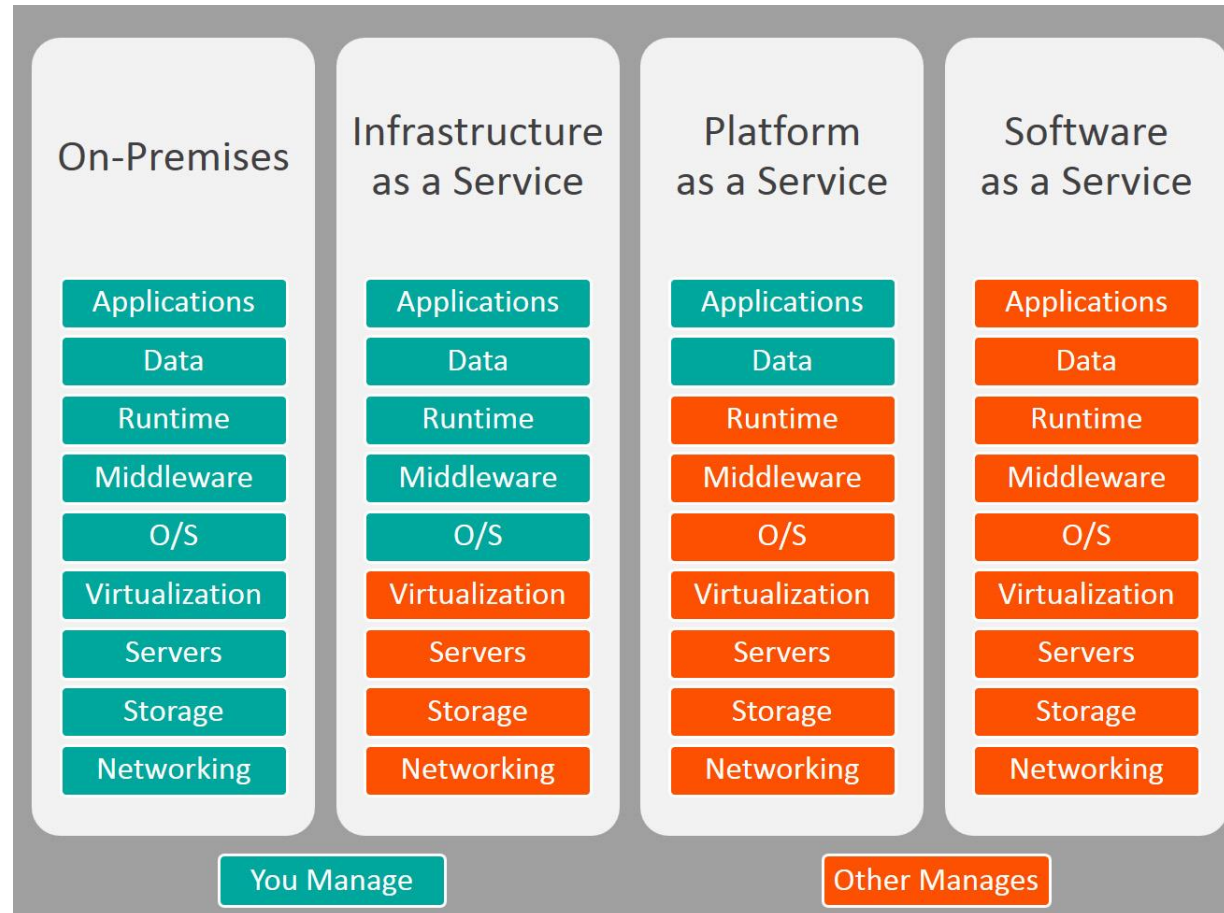 On-Premises
Applications
Data
Runtime
Middleware
O/S
Virtualization
Servers
Storage
Networking
Infrastructure
as a Service
Applications
Data
Runtime
Middleware
O/S
Virtualization
Servers
Storage
Networking
Platform
as a Service
Applications
Data
Runtime
Middleware
O/S
Virtualization
Servers
Storage
Networking
Software
as a Service
Applications
Data
Runtime
Middleware
O/S
Virtualization
Servers
Storage
Networking
You Manage
Other Manages